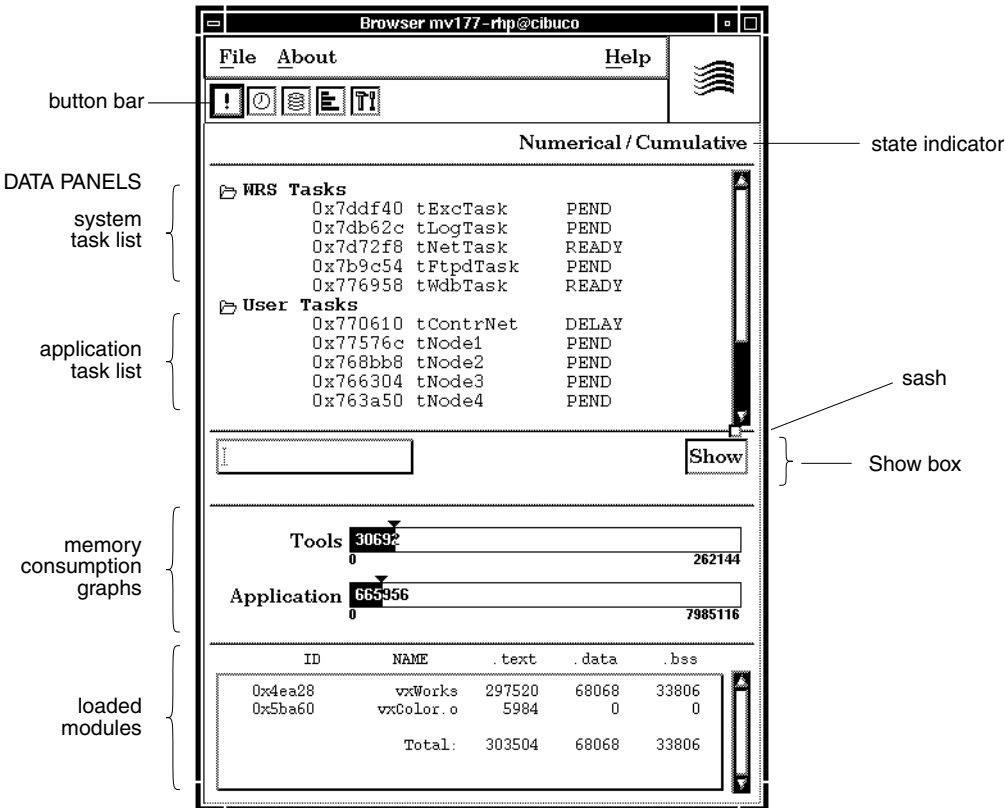 Browser mv177-rhp@cibuco
File About Help
button bar
!
Numerical / Cumulative
state indicator
DATA PANELS
system
task list
WRS Tasks
0x7ddf40 tExcTask PEND
0x7db62c tLogTask PEND
0x7d72f8 tNetTask READY
0x7b9c54 tFtpdTask PEND
0x776958 tWdbTask READY
application
task list
User Tasks
0x770610 tContrNet DELAY
0x77576c tNode1 PEND
0x768bb8 tNode2 PEND
0x766304 tNode3 PEND
0x763a50 tNode4 PEND
sash
Show
Show box
memory
consumption
graphs
Tools 30692
0 262144
Application 665956
0 7985116
loaded
modules
ID NAME .text .data .bss
0x4ea28 vxWorks 297520 68068 33806
0x5ba60 vxColor.o 5984 0 0
Total: 303504 68068 33806